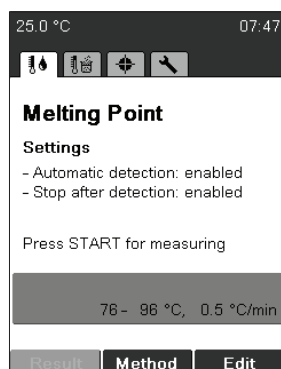 25.0 °C 07:47
Melting Point
Settings
- Automatic detection: enabled
- Stop after detection: enabled
Press START for measuring
76 - 96 °C, 0.5 °C/min
Result Method Edit